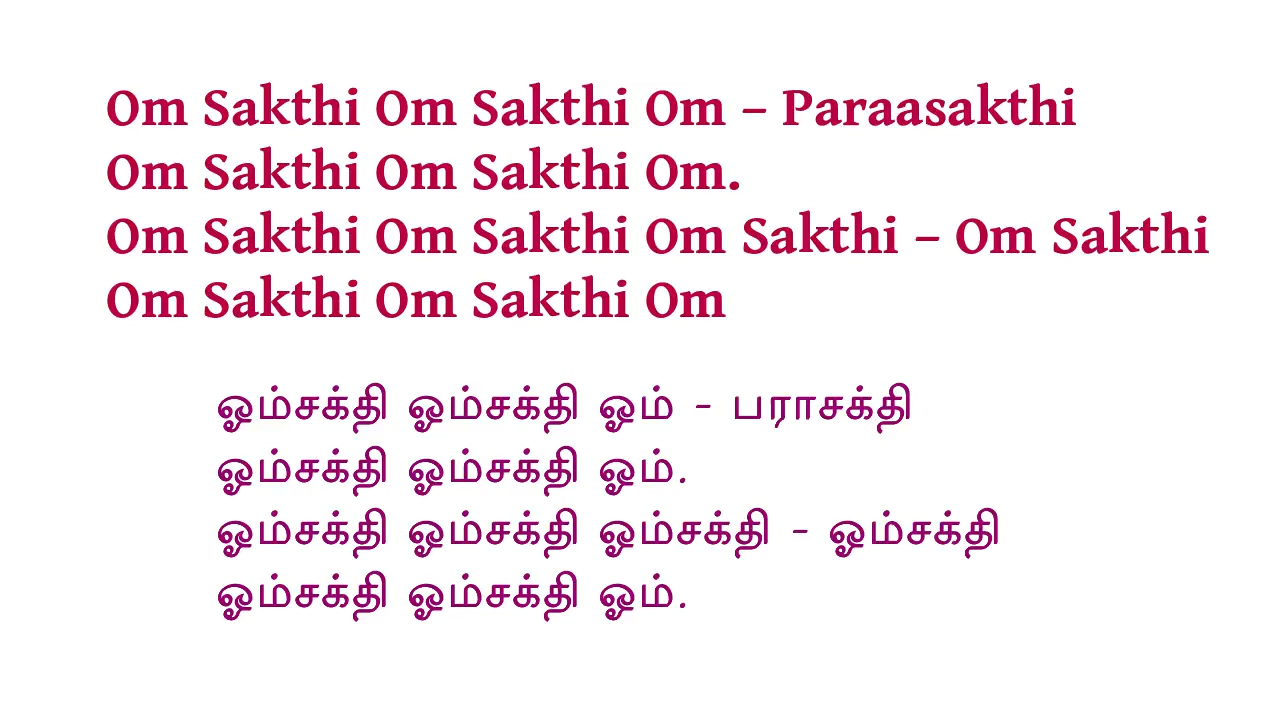 Om Sakthi Om Sakthi Om – Paraasakthi
Om Sakthi Om Sakthi Om.
Om Sakthi Om Sakthi Om Sakthi – Om Sakthi
Om Sakthi Om Sakthi Om
ஓம்சக்தி ஓம்சக்தி ஓம் - பராசக்தி
ஓம்சக்தி ஓம்சக்தி ஓம்.
ஓம்சக்தி ஓம்சக்தி ஓம்சக்தி - ஓம்சக்தி
ஓம்சக்தி ஓம்சக்தி ஓம்.